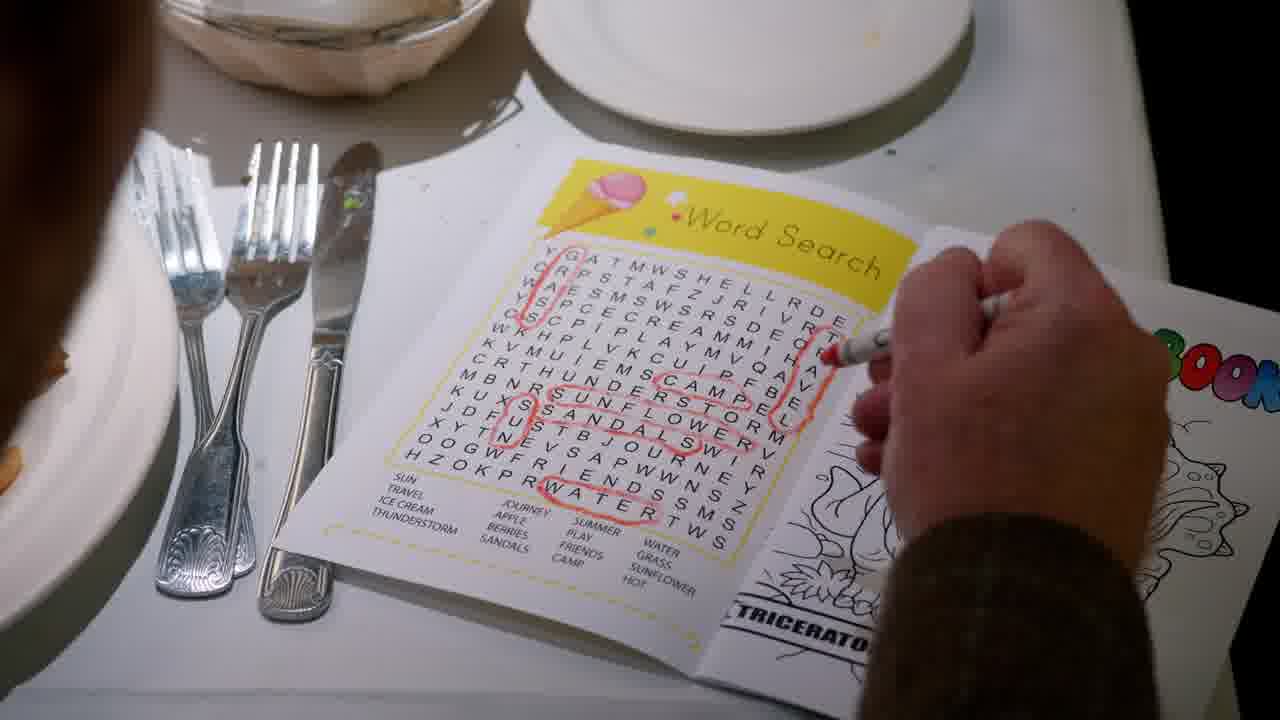 Word Search
Y G A T M W S H E L L R D E
C R P S T A F Z J R I V R T
W A E S M S W S R S D E O R
Y S P C E C R E A M M I H A
C S C P I P L A Y M V Q A V
W K H P L V K C U I P F B E
K V M U I E M S C A M P E L
C R T H U N D E R S T O R M
M B N R S U N F L O W E R V
K U X S S A N D A L S W I R
J D F U S T B J O U R N E Y
X Y T N E V S A P W W N S Z
O O G W F R I E N D S S M S
H Z O K P R W A T E R T W S
SUN
TRAVEL
ICE CREAM
THUNDERSTORM
JOURNEY
APPLE
BERRIES
SANDALS
SUMMER
PLAY
FRIENDS
CAMP
WATER
GRASS
SUNFLOWER
HOT
BOOK
TRICERATO